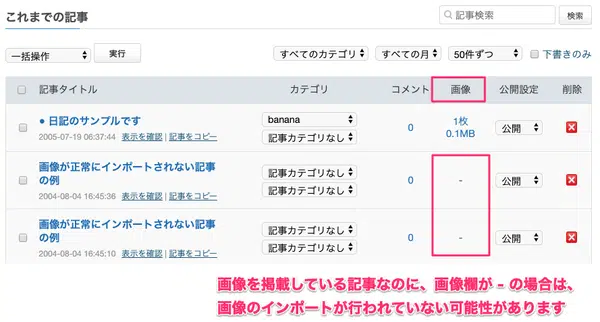 これまでの記事
記事検索 検索
一括操作 実行 すべてのカテゴリ すべての月 50件ずつ 下書きのみ
記事タイトル カテゴリ コメント 画像 公開設定 削除
● 日記のサンプルです
2005-07-19 06:37:44 表示を確認 | 記事をコピー
banana
記事カテゴリなし
0
1枚
0.1MB
公開
画像が正常にインポートされない記事
の例
2004-08-04 16:45:36 表示を確認 | 記事をコピー
記事カテゴリなし
記事カテゴリなし
0
-
公開
画像が正常にインポートされない記事
の例
2004-08-04 16:45:10 表示を確認 | 記事をコピー
記事カテゴリなし
記事カテゴリなし
0
-
公開
画像を掲載している記事なのに、画像欄が - の場合は、
画像のインポートが行われていない可能性があります